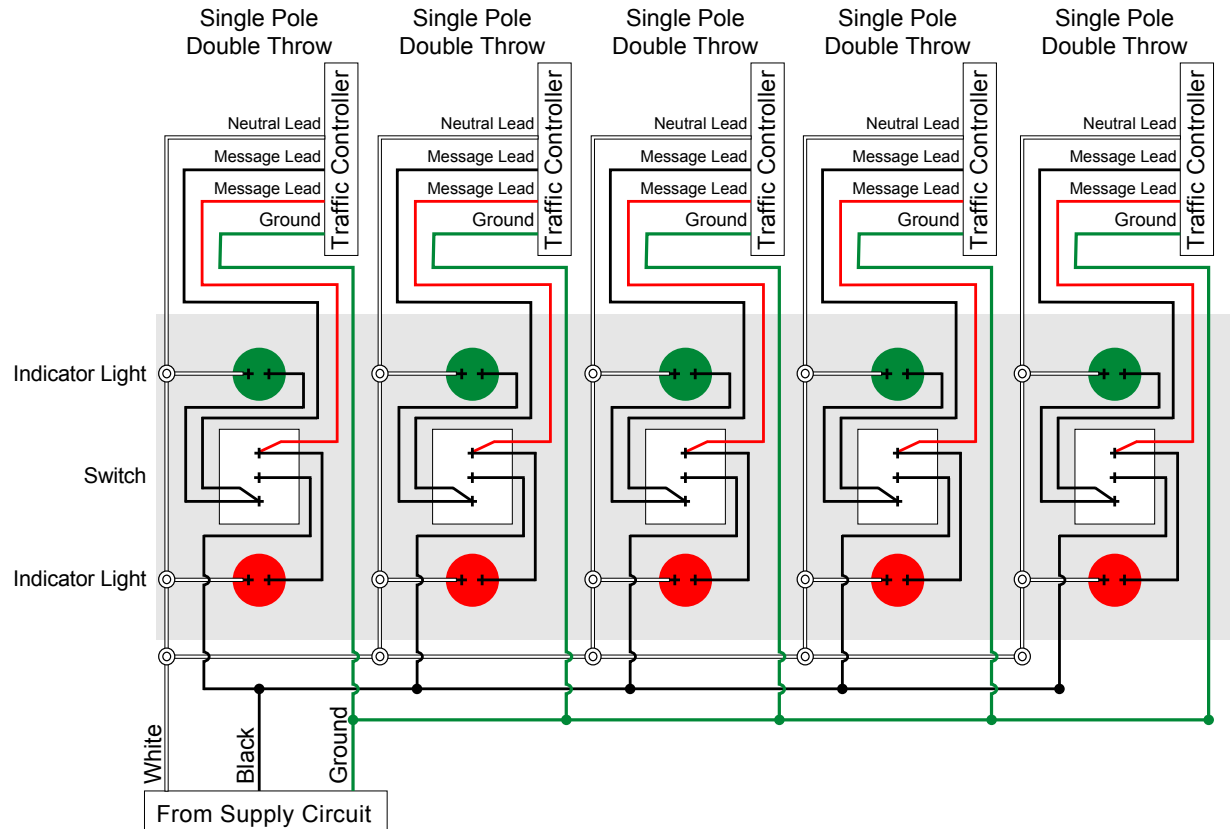 Single Pole
Double Throw
Single Pole
Double Throw
Single Pole
Double Throw
Single Pole
Double Throw
Single Pole
Double Throw
Neutral Lead
Message Lead
Message Lead
Ground
Traffic Controller
Neutral Lead
Message Lead
Message Lead
Ground
Traffic Controller
Neutral Lead
Message Lead
Message Lead
Ground
Traffic Controller
Neutral Lead
Message Lead
Message Lead
Ground
Traffic Controller
Neutral Lead
Message Lead
Message Lead
Ground
Traffic Controller
Indicator Light
Switch
Indicator Light
White
Black
Ground
From Supply Circuit